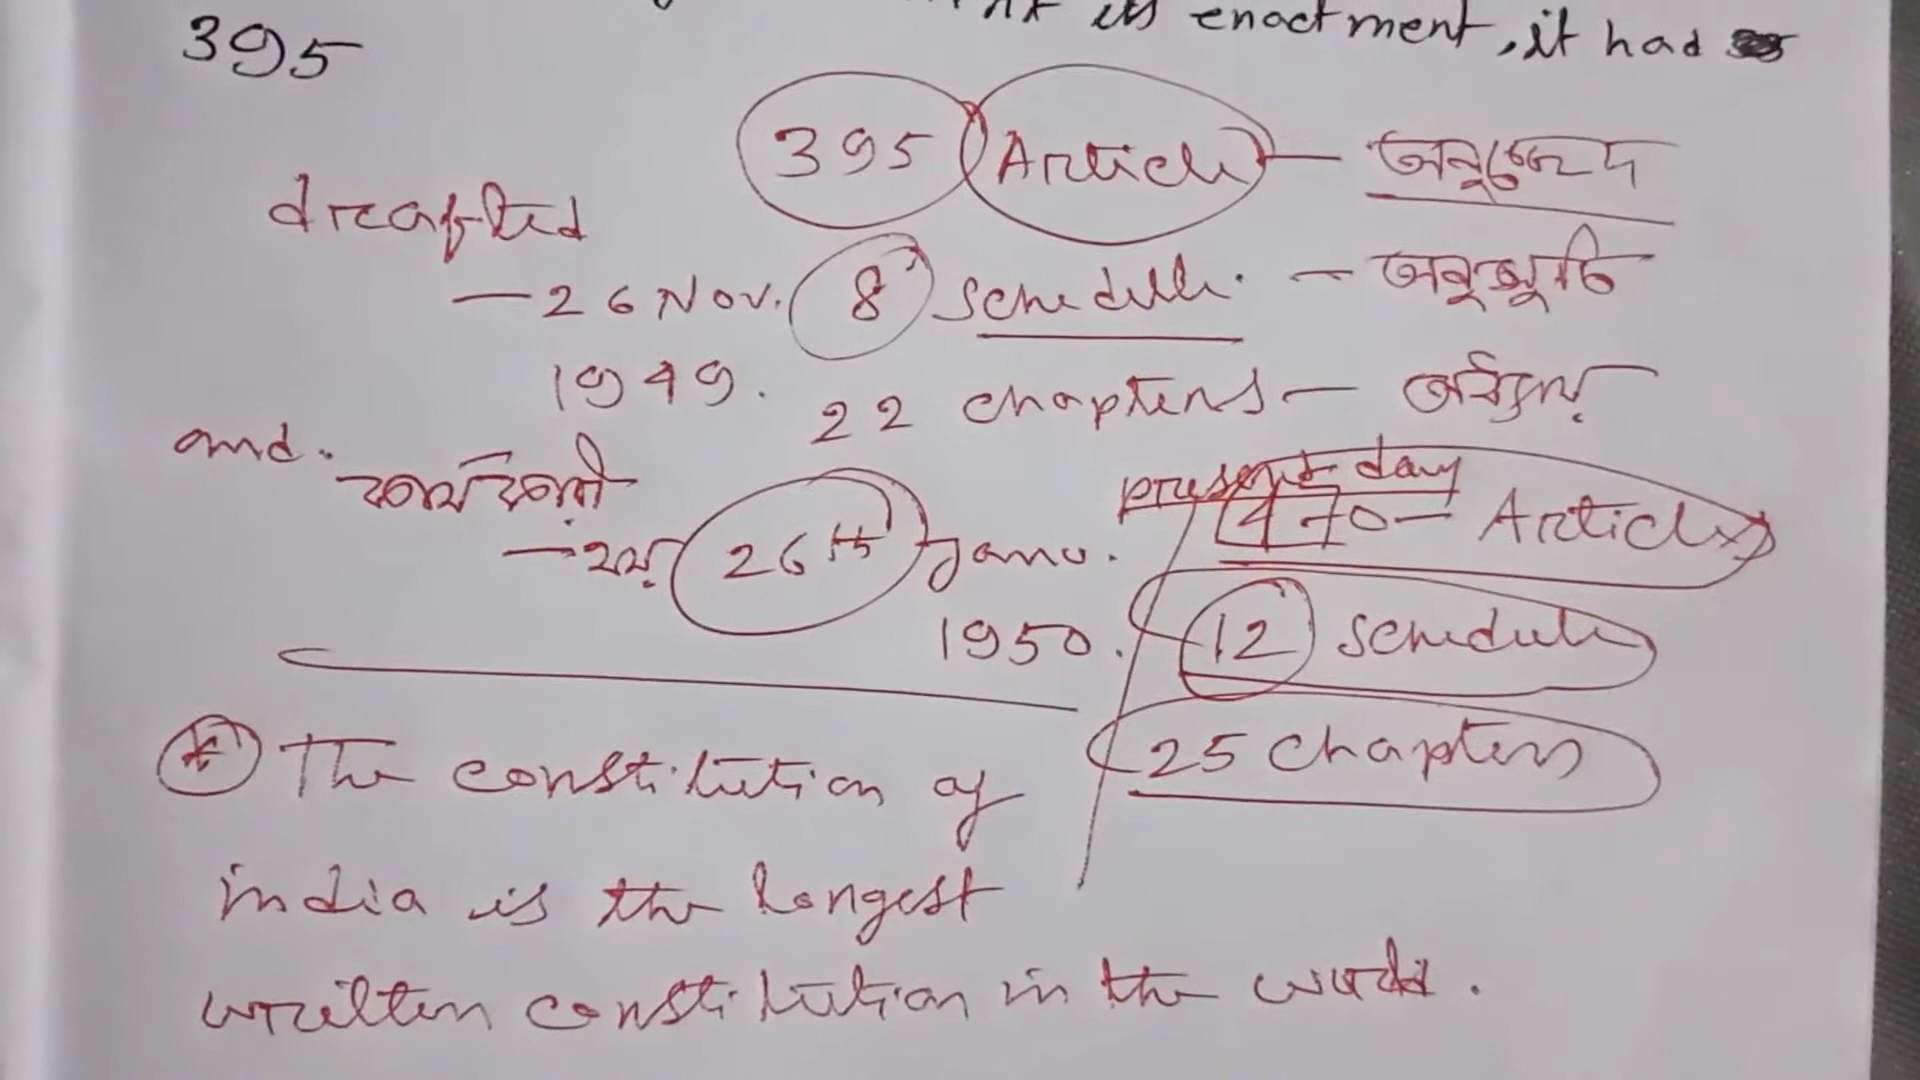 its enactment, it had
395
395 Article — অনুচ্ছেদ
drafted
— 26 Nov. 8 schedule. — অনুসূচি
1949. 22 chapters — অধ্যায়
and. কার্যকরী present day
— হয় 26th Janu. 470 — Articles
1950. 12 schedule
25 chapters
* The constitution of
india is the longest
written constitution in the world.